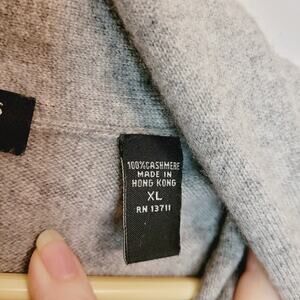 S
100%CASHMERE
MADE IN
HONG KONG
XL
RN 13711